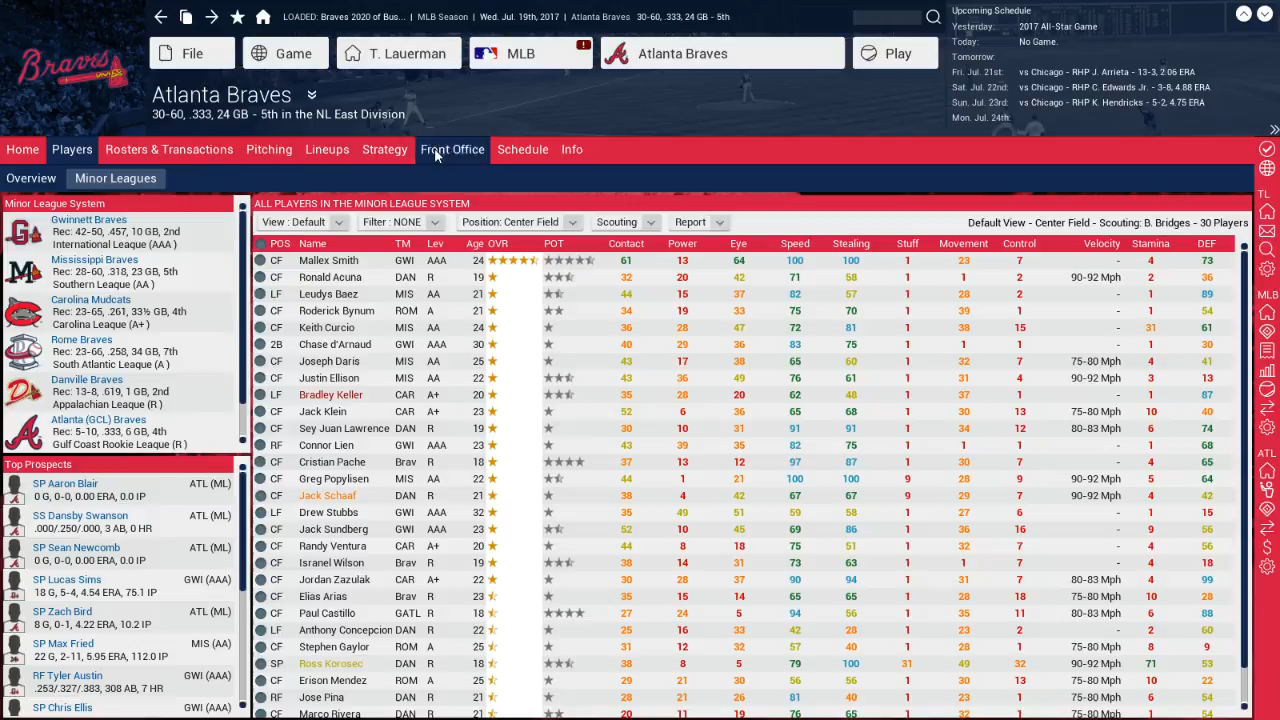 LOADED: Braves 2020 of Bus... | MLB Season | Wed. Jul. 19th, 2017 | Atlanta Braves 30-60, .333, 24 GB - 5th
Braves
File
Game
T. Lauerman
MLB
Atlanta Braves
Play
Upcoming Schedule
Yesterday: 2017 All-Star Game
Today: No Game.
Tomorrow:
Fri. Jul. 21st: vs Chicago - RHP J. Arrieta - 13-3, 2.06 ERA
Sat. Jul. 22nd: vs Chicago - RHP C. Edwards Jr. - 3-8, 4.88 ERA
Sun. Jul. 23rd: vs Chicago - RHP K. Hendricks - 5-2, 4.75 ERA
Mon. Jul. 24th:
Atlanta Braves
30-60, .333, 24 GB - 5th in the NL East Division
Home Players Rosters & Transactions Pitching Lineups Strategy Front Office Schedule Info
Overview Minor Leagues
Minor League System
Gwinnett Braves
Rec: 42-50, .457, 10 GB, 2nd
International League (AAA )
Mississippi Braves
Rec: 28-60, .318, 23 GB, 5th
Southern League (AA )
Carolina Mudcats
Rec: 23-65, .261, 33½ GB, 4th
Carolina League (A+ )
Rome Braves
Rec: 23-66, .258, 34 GB, 7th
South Atlantic League (A )
Danville Braves
Rec: 13-8, .619, 1 GB, 2nd
Appalachian League (R )
Atlanta (GCL) Braves
Rec: 5-10, .333, 6 GB, 4th
Gulf Coast Rookie League (R )
Top Prospects
SP Aaron Blair ATL (ML)
0 G, 0-0, 0.00 ERA, 0.0 IP
SS Dansby Swanson ATL (ML)
.000/.250/.000, 3 AB, 0 HR
SP Sean Newcomb ATL (ML)
0 G, 0-0, 0.00 ERA, 0.0 IP
SP Lucas Sims GWI (AAA)
18 G, 5-4, 4.54 ERA, 75.1 IP
SP Zach Bird ATL (ML)
8 G, 0-1, 4.22 ERA, 10.2 IP
SP Max Fried MIS (AA)
22 G, 2-11, 5.95 ERA, 112.0 IP
RF Tyler Austin GWI (AAA)
.253/.327/.383, 308 AB, 7 HR
SP Chris Ellis GWI (AAA)
ALL PLAYERS IN THE MINOR LEAGUE SYSTEM
View : Default Filter : NONE Position: Center Field Scouting Report Default View - Center Field - Scouting: B. Bridges - 30 Players
POS Name TM Lev Age OVR POT Contact Power Eye Speed Stealing Stuff Movement Control Velocity Stamina DEF
CF Mallex Smith GWI AAA 24 61 13 64 100 100 1 23 7 - 4 73
CF Ronald Acuna DAN R 19 32 20 42 71 58 1 1 2 90-92 Mph 2 36
LF Leudys Baez MIS AA 21 44 15 37 82 57 1 28 2 - 1 89
CF Roderick Bynum ROM A 21 34 19 33 75 70 1 39 1 - 1 54
CF Keith Curcio MIS AA 24 36 28 47 72 81 1 38 15 - 31 61
2B Chase d'Arnaud GWI AAA 30 40 29 36 83 75 1 1 1 - 1 30
CF Joseph Daris MIS AA 25 43 17 38 65 60 1 32 7 75-80 Mph 4 41
CF Justin Ellison MIS AA 22 43 36 49 76 61 1 31 4 90-92 Mph 3 13
LF Bradley Keller CAR A+ 20 35 28 20 62 48 1 37 1 - 1 87
CF Jack Klein CAR A+ 23 52 6 36 65 68 1 30 13 75-80 Mph 10 40
CF Sey Juan Lawrence DAN R 19 30 10 31 91 91 1 34 12 80-83 Mph 6 74
RF Connor Lien GWI AAA 23 43 39 35 82 75 1 1 1 - 1 68
CF Cristian Pache Brav R 18 37 13 12 97 87 1 30 7 - 4 65
CF Greg Popylisen MIS AA 22 38 1 41 100 100 9 28 9 90-92 Mph 5 64
CF Jack Schaaf DAN R 21 38 4 42 67 67 9 29 7 90-92 Mph 4 42
LF Drew Stubbs GWI AAA 32 35 49 51 59 58 1 27 6 - 1 15
CF Jack Sundberg GWI AAA 23 52 10 45 69 86 1 36 16 - 9 56
CF Randy Ventura CAR A+ 20 44 8 18 75 51 1 32 7 - 4 56
CF Isranel Wilson Brav R 19 38 14 31 73 63 1 1 7 - 4 18
CF Jordan Zazulak CAR A+ 22 30 28 37 90 94 1 31 7 80-83 Mph 4 99
CF Elias Arias Brav R 23 35 15 14 65 65 1 28 18 75-80 Mph 10 28
CF Paul Castillo GATL R 18 27 24 5 94 56 1 35 11 80-83 Mph 6 88
LF Anthony Concepcion DAN R 22 25 16 33 42 28 1 23 2 - 2 60
CF Stephen Gaylor ROM A 25 31 12 32 57 40 1 28 1 75-80 Mph 8 9
SP Ross Korosec DAN R 18 38 8 5 79 100 31 49 32 90-92 Mph 71 53
CF Erison Mendez ROM A 25 21 21 30 56 56 1 30 13 75-80 Mph 10 22
RF Jose Pina DAN R 21 28 21 26 81 40 1 28 1 75-80 Mph 6 54
CF Marco Rivera DAN R 21 20 11 19 76 65 1 28 7 75-80 Mph 4 65
TL
MLB
ATL